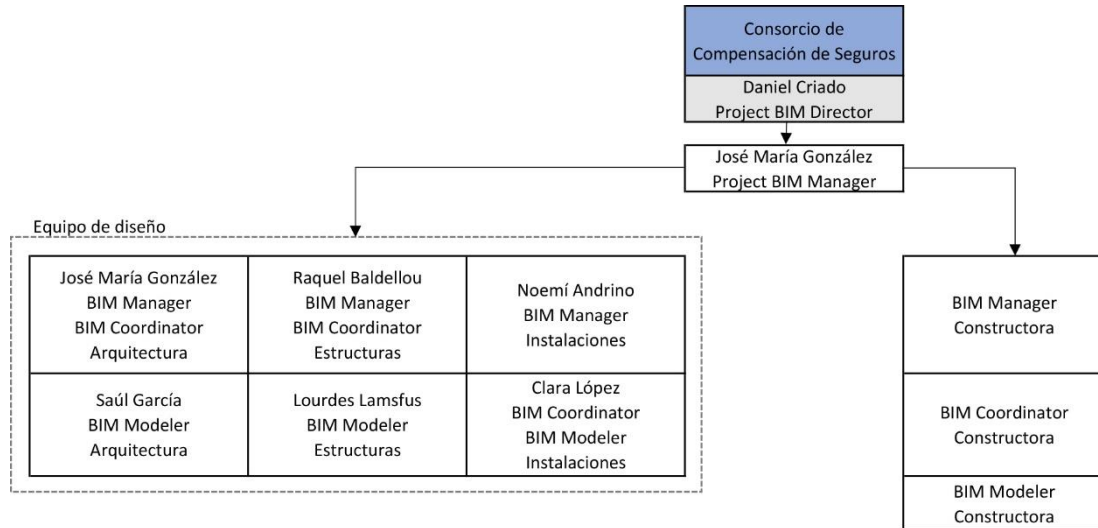 Consorcio de
Compensación de Seguros
Daniel Criado
Project BIM Director
José María González
Project BIM Manager
Equipo de diseño
José María González
BIM Manager
BIM Coordinator
Arquitectura
Raquel Baldellou
BIM Manager
BIM Coordinator
Estructuras
Noemí Andrino
BIM Manager
Instalaciones
BIM Manager
Constructora
Saúl García
BIM Modeler
Arquitectura
Lourdes Lamsfus
BIM Modeler
Estructuras
Clara López
BIM Coordinator
BIM Modeler
Instalaciones
BIM Coordinator
Constructora
BIM Modeler
Constructora